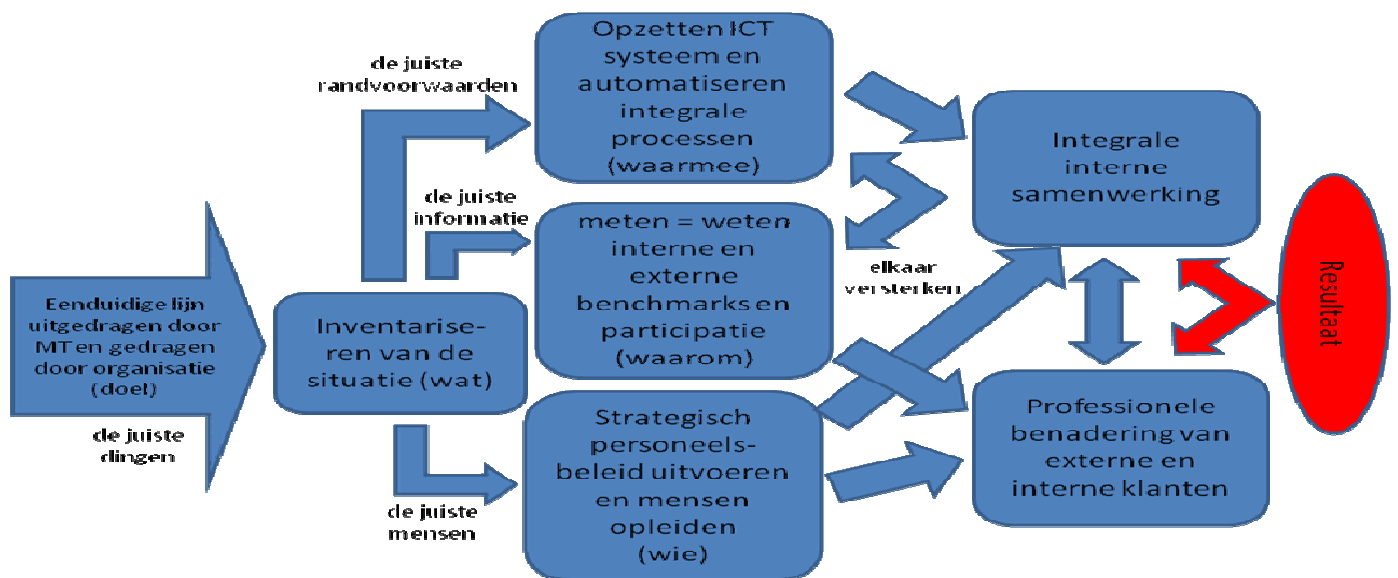 Eenduidige lijn
uitgedragen door
MT en gedragen
door organisatie
(doel)
de juiste
dingen
Inventarise-
ren van de
situatie (wat)
de juiste
randvoorwaarden
de juiste
informatie
de juiste
mensen
Opzetten ICT
systeem en
automatiseren
integrale
processen
(waarmee)
meten = weten
interne en
externe
benchmarks en
participatie
(waarom)
Strategisch
personeels-
beleid uitvoeren
en mensen
opleiden
(wie)
elkaar
versterken
Integrale
interne
samenwerking
Professionele
benadering van
externe en
interne klanten
Resultaat